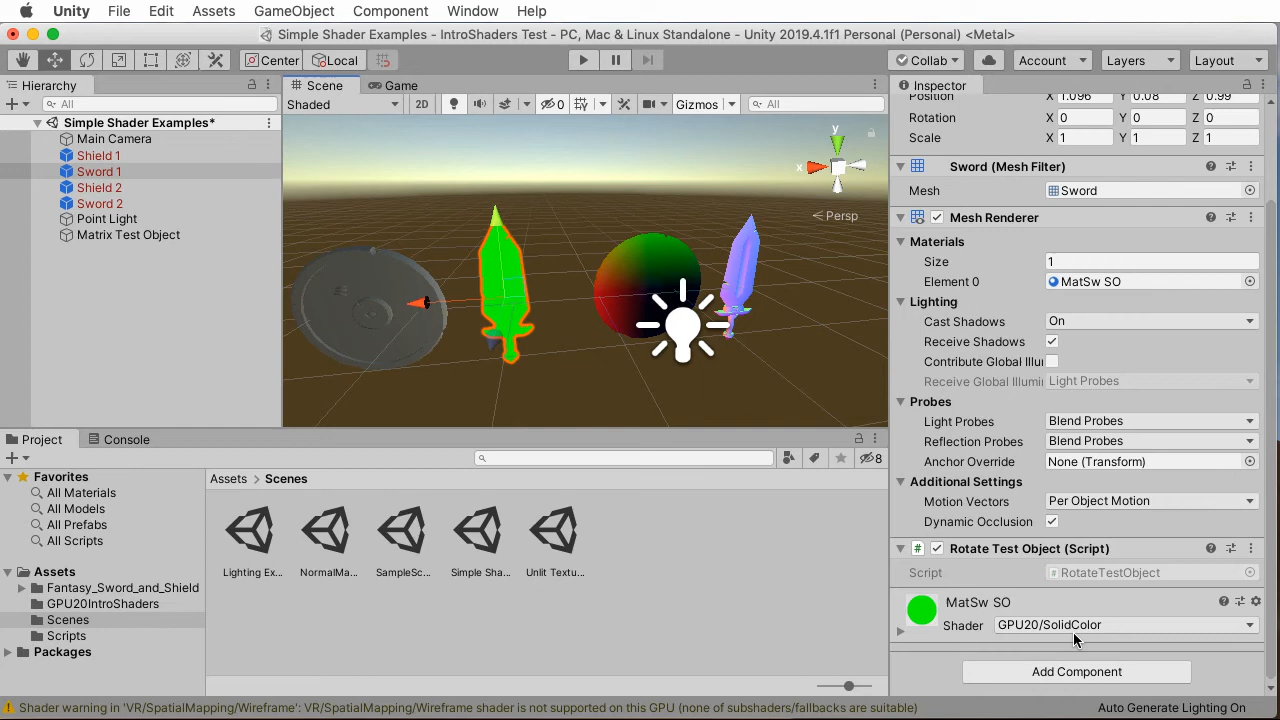 Unity File Edit Assets GameObject Component Window Help
Simple Shader Examples - IntroShaders Test - PC, Mac & Linux Standalone - Unity 2019.4.1f1 Personal (Personal) <Metal>
Center Local Collab Account Layers Layout
Hierarchy
All
Simple Shader Examples*
Main Camera
Shield 1
Sword 1
Shield 2
Sword 2
Point Light
Matrix Test Object
Scene Game
Shaded 2D 0 Gizmos All
y
x
Persp
Inspector
Position X 1.096 Y 0.08 Z 0.99
Rotation X 0 Y 0 Z 0
Scale X 1 Y 1 Z 1
Sword (Mesh Filter)
Mesh Sword
Mesh Renderer
Materials
Size 1
Element 0 MatSw SO
Lighting
Cast Shadows On
Receive Shadows
Contribute Global Illu
Receive Global Illumi Light Probes
Probes
Light Probes Blend Probes
Reflection Probes Blend Probes
Anchor Override None (Transform)
Additional Settings
Motion Vectors Per Object Motion
Dynamic Occlusion
# Rotate Test Object (Script)
Script # RotateTestObject
MatSw SO
Shader GPU20/SolidColor
Add Component
Project Console
8
Favorites
All Materials
All Models
All Prefabs
All Scripts
Assets
Fantasy_Sword_and_Shield
GPU20IntroShaders
Scenes
Scripts
Packages
Assets > Scenes
Lighting Ex... NormalMa... SampleSc... Simple Sha... Unlit Textu...
Shader warning in 'VR/SpatialMapping/Wireframe': VR/SpatialMapping/Wireframe shader is not supported on this GPU (none of subshaders/fallbacks are suitable)
Auto Generate Lighting On